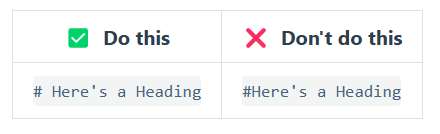 ✅ Do this
❌ Don't do this
# Here's a Heading
#Here's a Heading